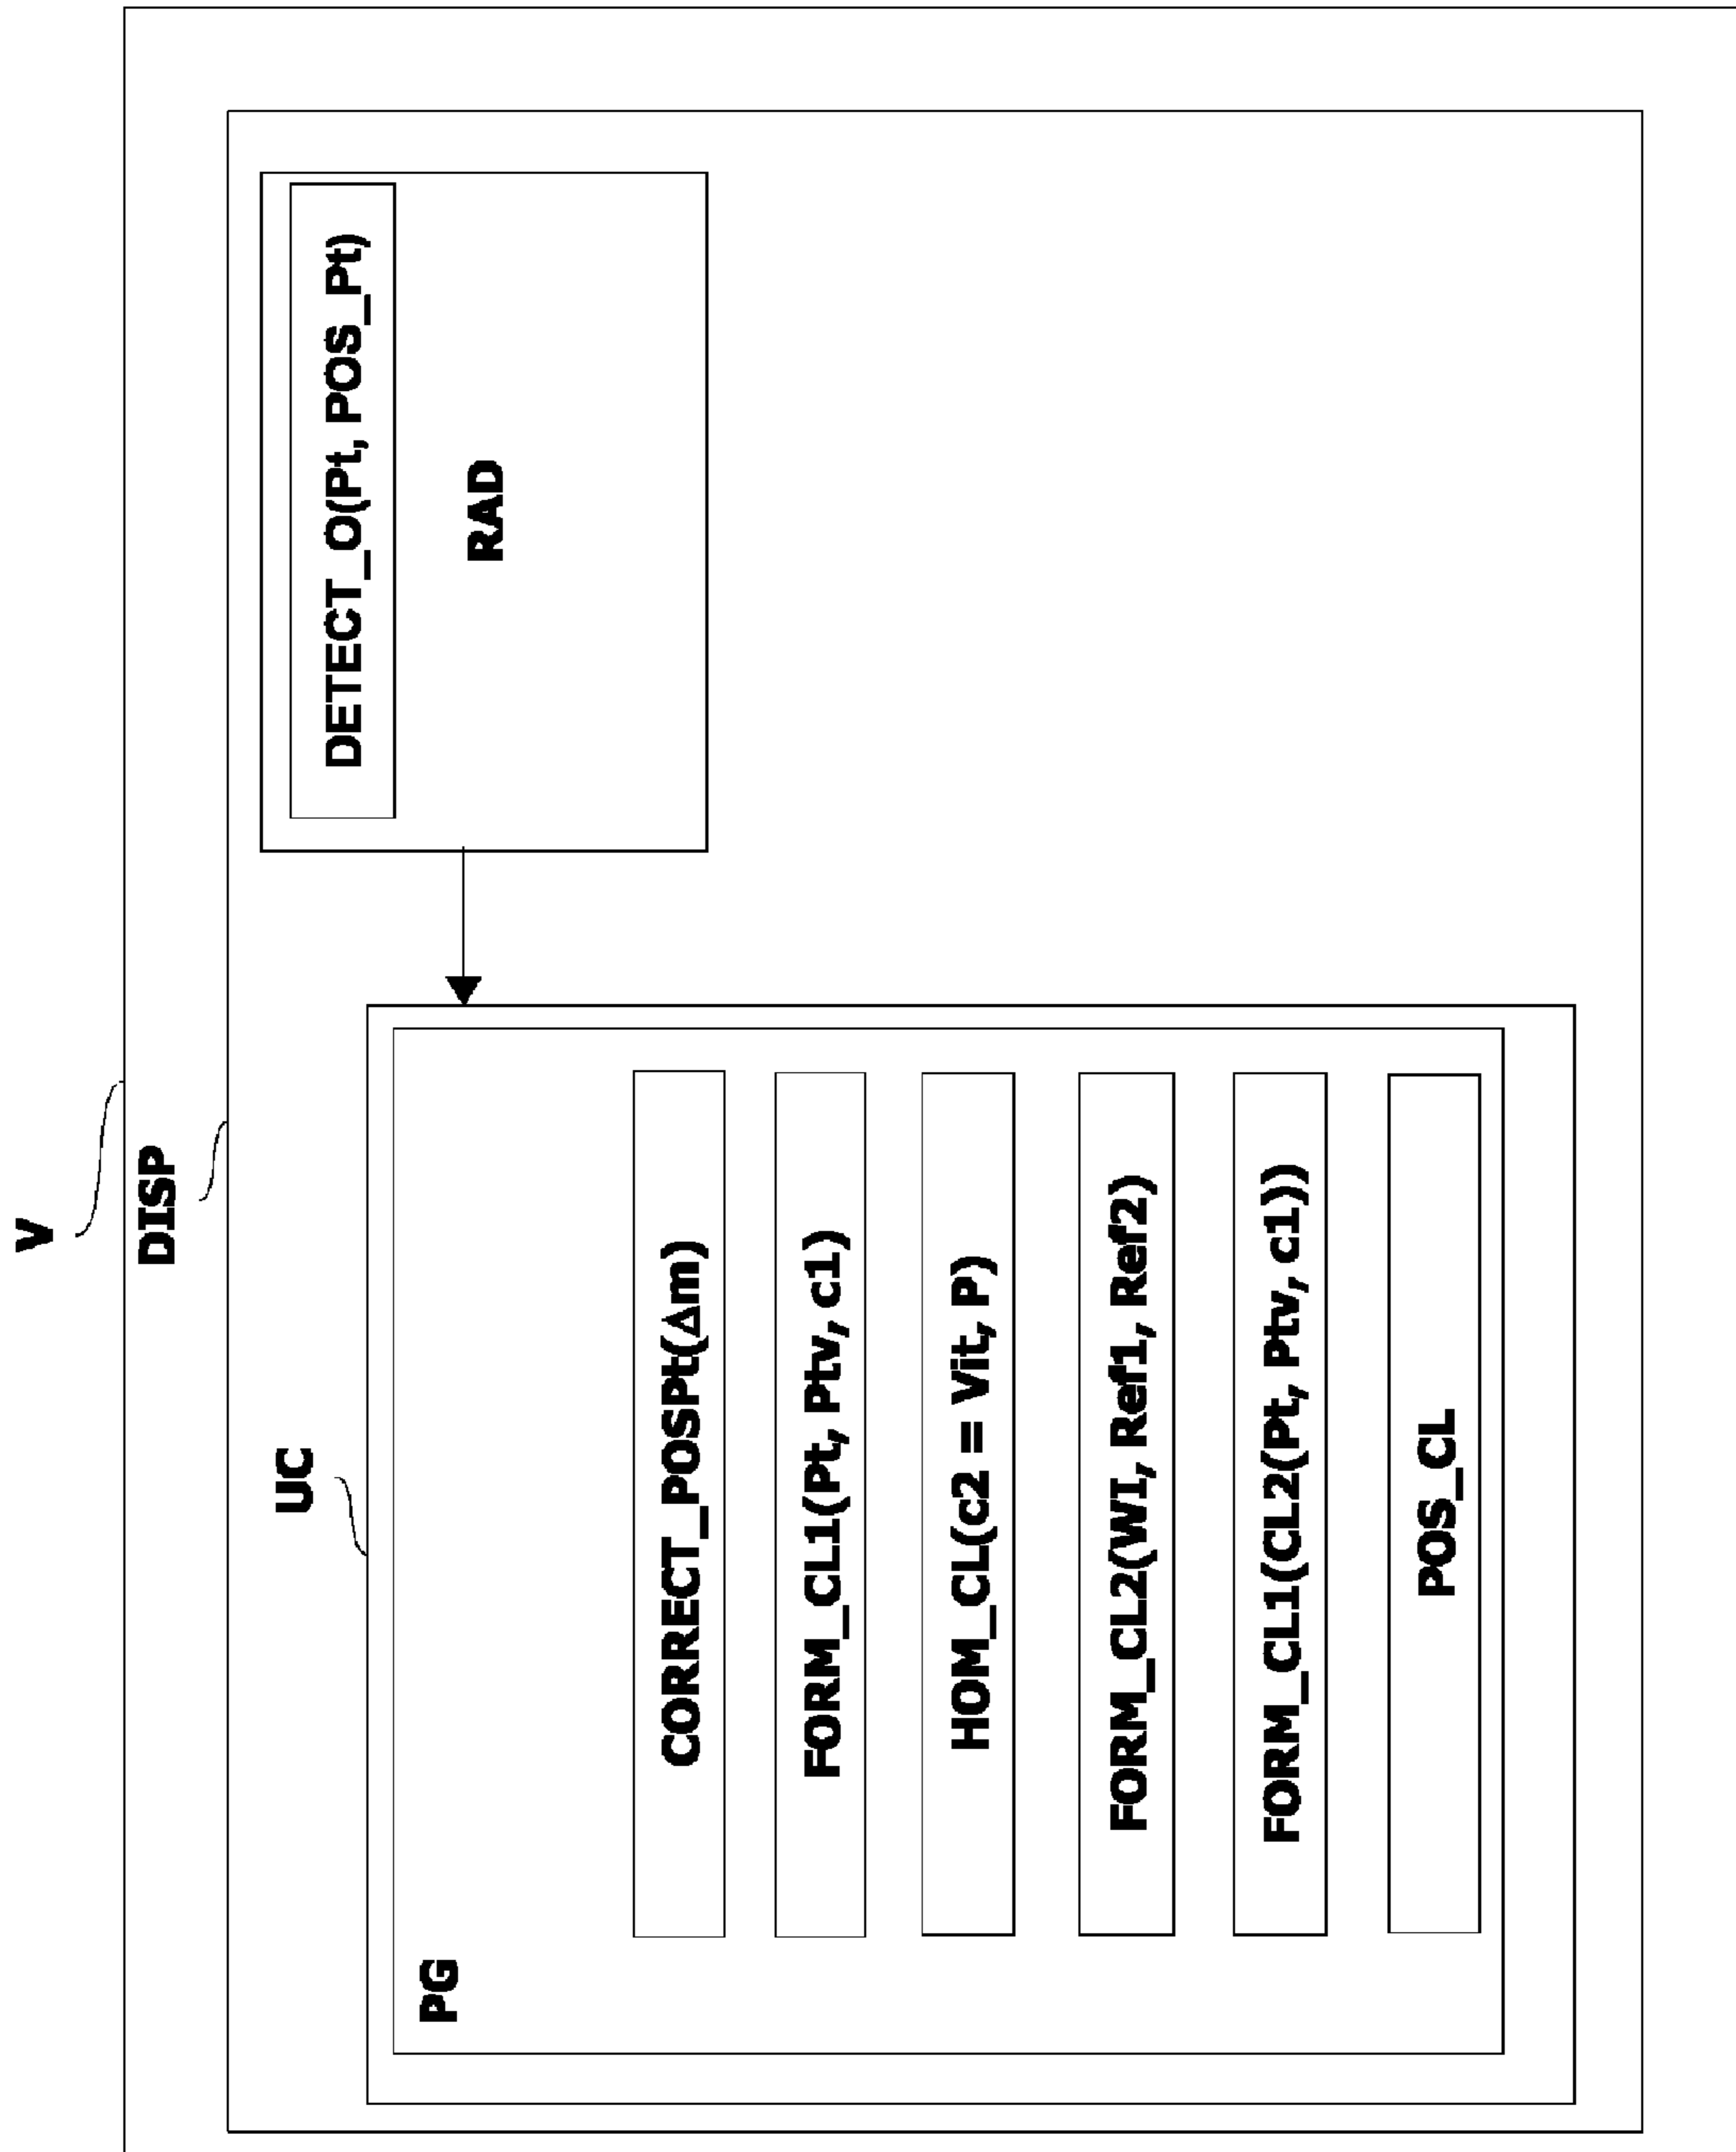 V
DISP
UC
PG
CORRECT_POSPt(Δm)
FORM_CL1(Pt, Ptv, c1)
HOM_CL(c2 = Vit, P)
FORM_CL2(WI, Ref1, Ref2)
FORM_CL1(CL2(Pt, Ptv, c1))
POS_CL
DETECT_O(Pt, POS_Pt)
RAD